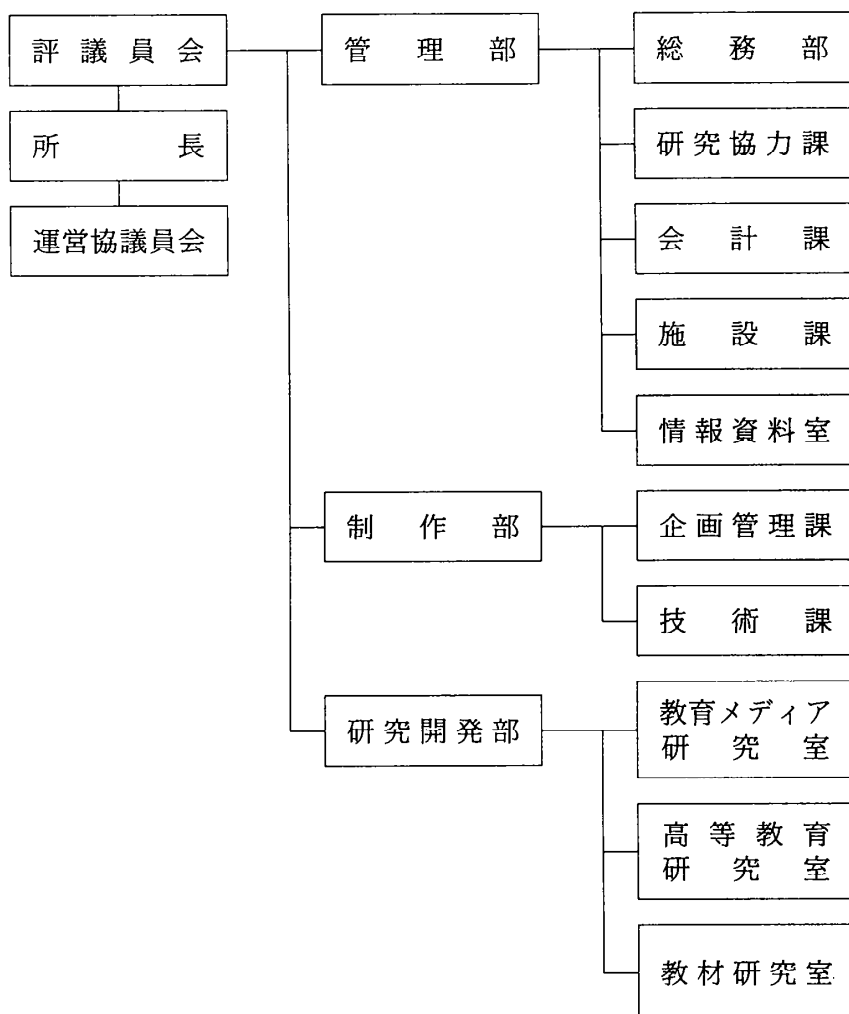 評議員会
管理部
総務部
所長
研究協力課
運営協議員会
会計課
施設課
情報資料室
制作部
企画管理課
技術課
研究開発部
教育メディア
研究室
高等教育
研究室
教材研究室